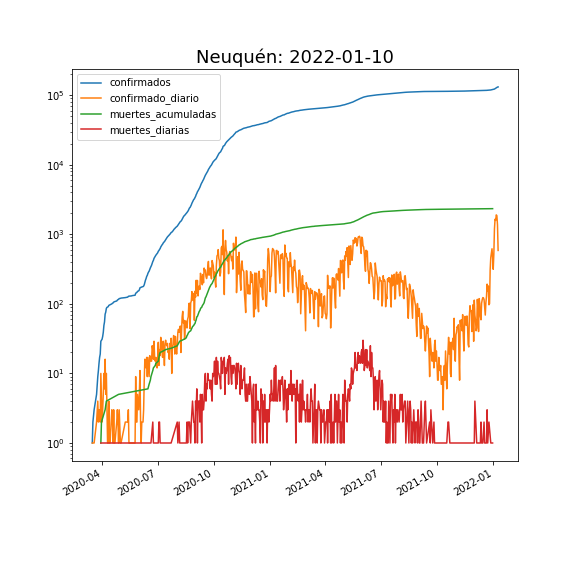 Neuquén: 2022-01-10
confirmados
confirmado_diario
muertes_acumuladas
muertes_diarias
10⁵
10⁴
10³
10²
10¹
10⁰
2020-04 2020-07 2020-10 2021-01 2021-04 2021-07 2021-10 2022-01